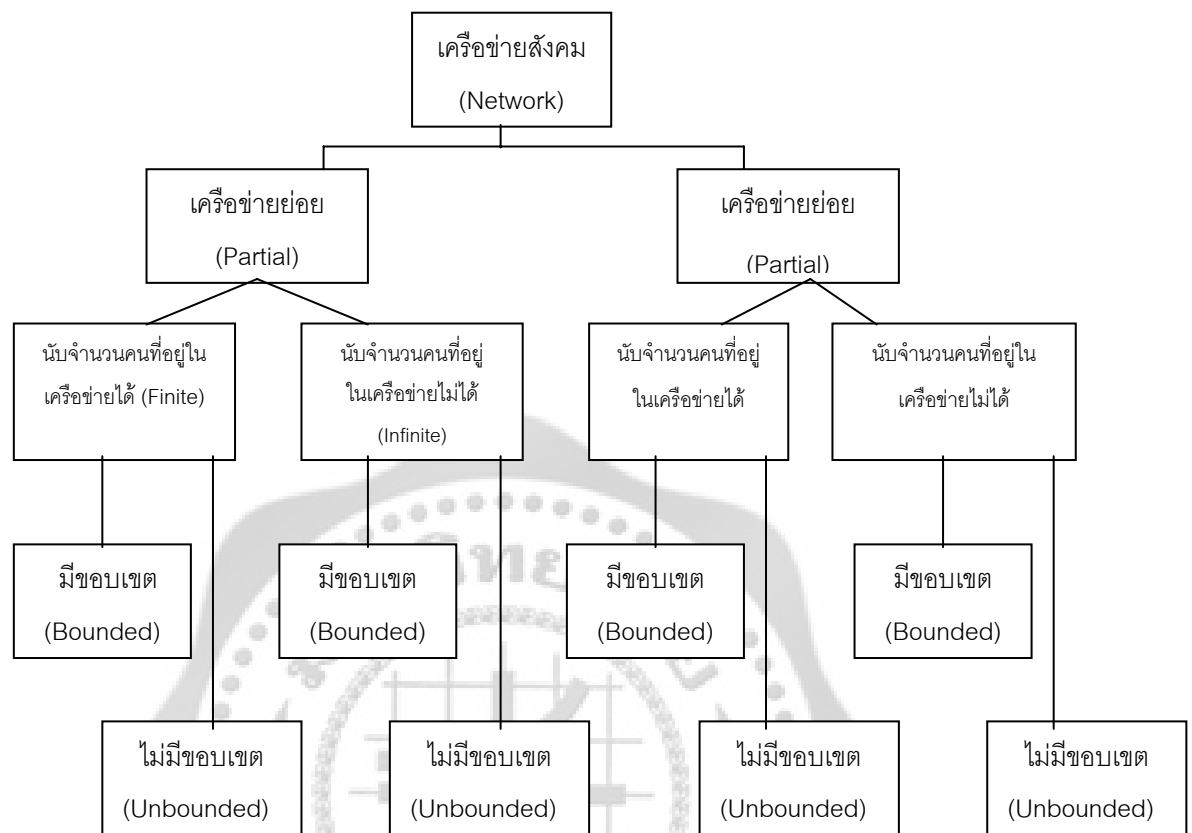 เครือข่ายสังคม
(Network)
เครือข่ายย่อย
(Partial)
เครือข่ายย่อย
(Partial)
นับจำนวนคนที่อยู่ใน
เครือข่ายได้ (Finite)
นับจำนวนคนที่อยู่
ในเครือข่ายไม่ได้
(Infinite)
นับจำนวนคนที่อยู่
ในเครือข่ายได้
นับจำนวนคนที่อยู่ใน
เครือข่ายไม่ได้
มีขอบเขต
(Bounded)
มีขอบเขต
(Bounded)
มีขอบเขต
(Bounded)
มีขอบเขต
(Bounded)
ไม่มีขอบเขต
(Unbounded)
ไม่มีขอบเขต
(Unbounded)
ไม่มีขอบเขต
(Unbounded)
ไม่มีขอบเขต
(Unbounded)